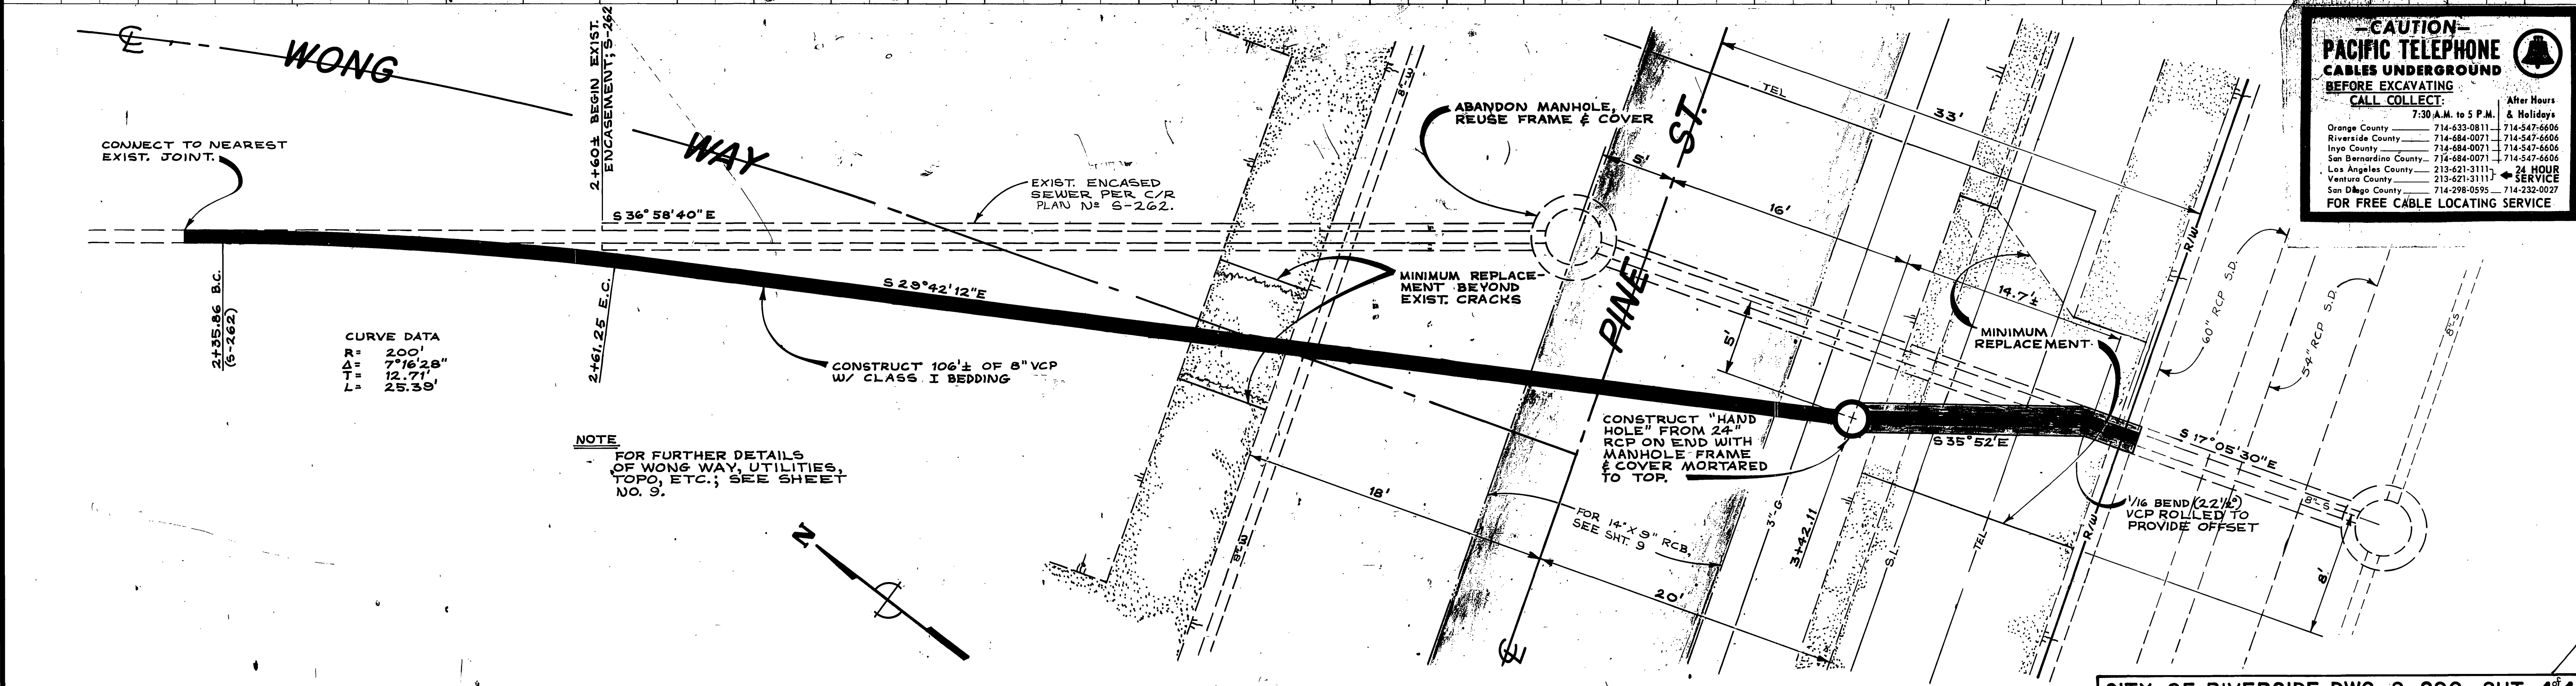 ℄
WONG
WAY
2+60± BEGIN EXIST.
ENCASEMENT; S-262
CONNECT TO NEAREST
EXIST. JOINT.
S 36°58'40"E
EXIST. ENCASED
SEWER PER C/R
PLAN Nº S-262.
ABANDON MANHOLE,
REUSE FRAME & COVER
8"-W
PINE ST.
TEL
33'
5'
16'
14.7'±
5'
R/W
60" RCP S.D.
54" RCP S.D.
8"-S
-CAUTION-
PACIFIC TELEPHONE
CABLES UNDERGROUND
BEFORE EXCAVATING
CALL COLLECT:
After Hours
7:30 A.M. to 5 P.M. & Holidays
Orange County 714-633-0811 714-547-6606
Riverside County 714-684-0071 714-547-6606
Inyo County 714-684-0071 714-547-6606
San Bernardino County 714-684-0071 714-547-6606
Los Angeles County 213-621-3111 24 HOUR
Ventura County 213-621-3111 SERVICE
San Diego County 714-298-0595 714-232-0027
FOR FREE CABLE LOCATING SERVICE
2+35.86 B.C.
(S-262)
CURVE DATA
R= 200'
Δ= 7°16'28"
T= 12.71'
L= 25.39'
2+61.25 E.C.
S 29°42'12"E
CONSTRUCT 106'± OF 8" VCP
W/ CLASS I BEDDING
MINIMUM REPLACE-
MENT BEYOND
EXIST. CRACKS
MINIMUM
REPLACEMENT
NOTE
FOR FURTHER DETAILS
OF WONG WAY, UTILITIES,
TOPO, ETC.; SEE SHEET
NO. 9.
N
CONSTRUCT "HAND
HOLE" FROM 24"
RCP ON END WITH
MANHOLE FRAME
& COVER MORTARED
TO TOP.
S 35°52'E
S 17°05'30"E
8"-S
1/16 BEND (22½°)
VCP ROLLED TO
PROVIDE OFFSET
18'
FOR 14" X 9" RCB,
SEE SHT. 9
8"-W
3"-G
3+42.11
S.L.
TEL
R/W
8'
20'
℄